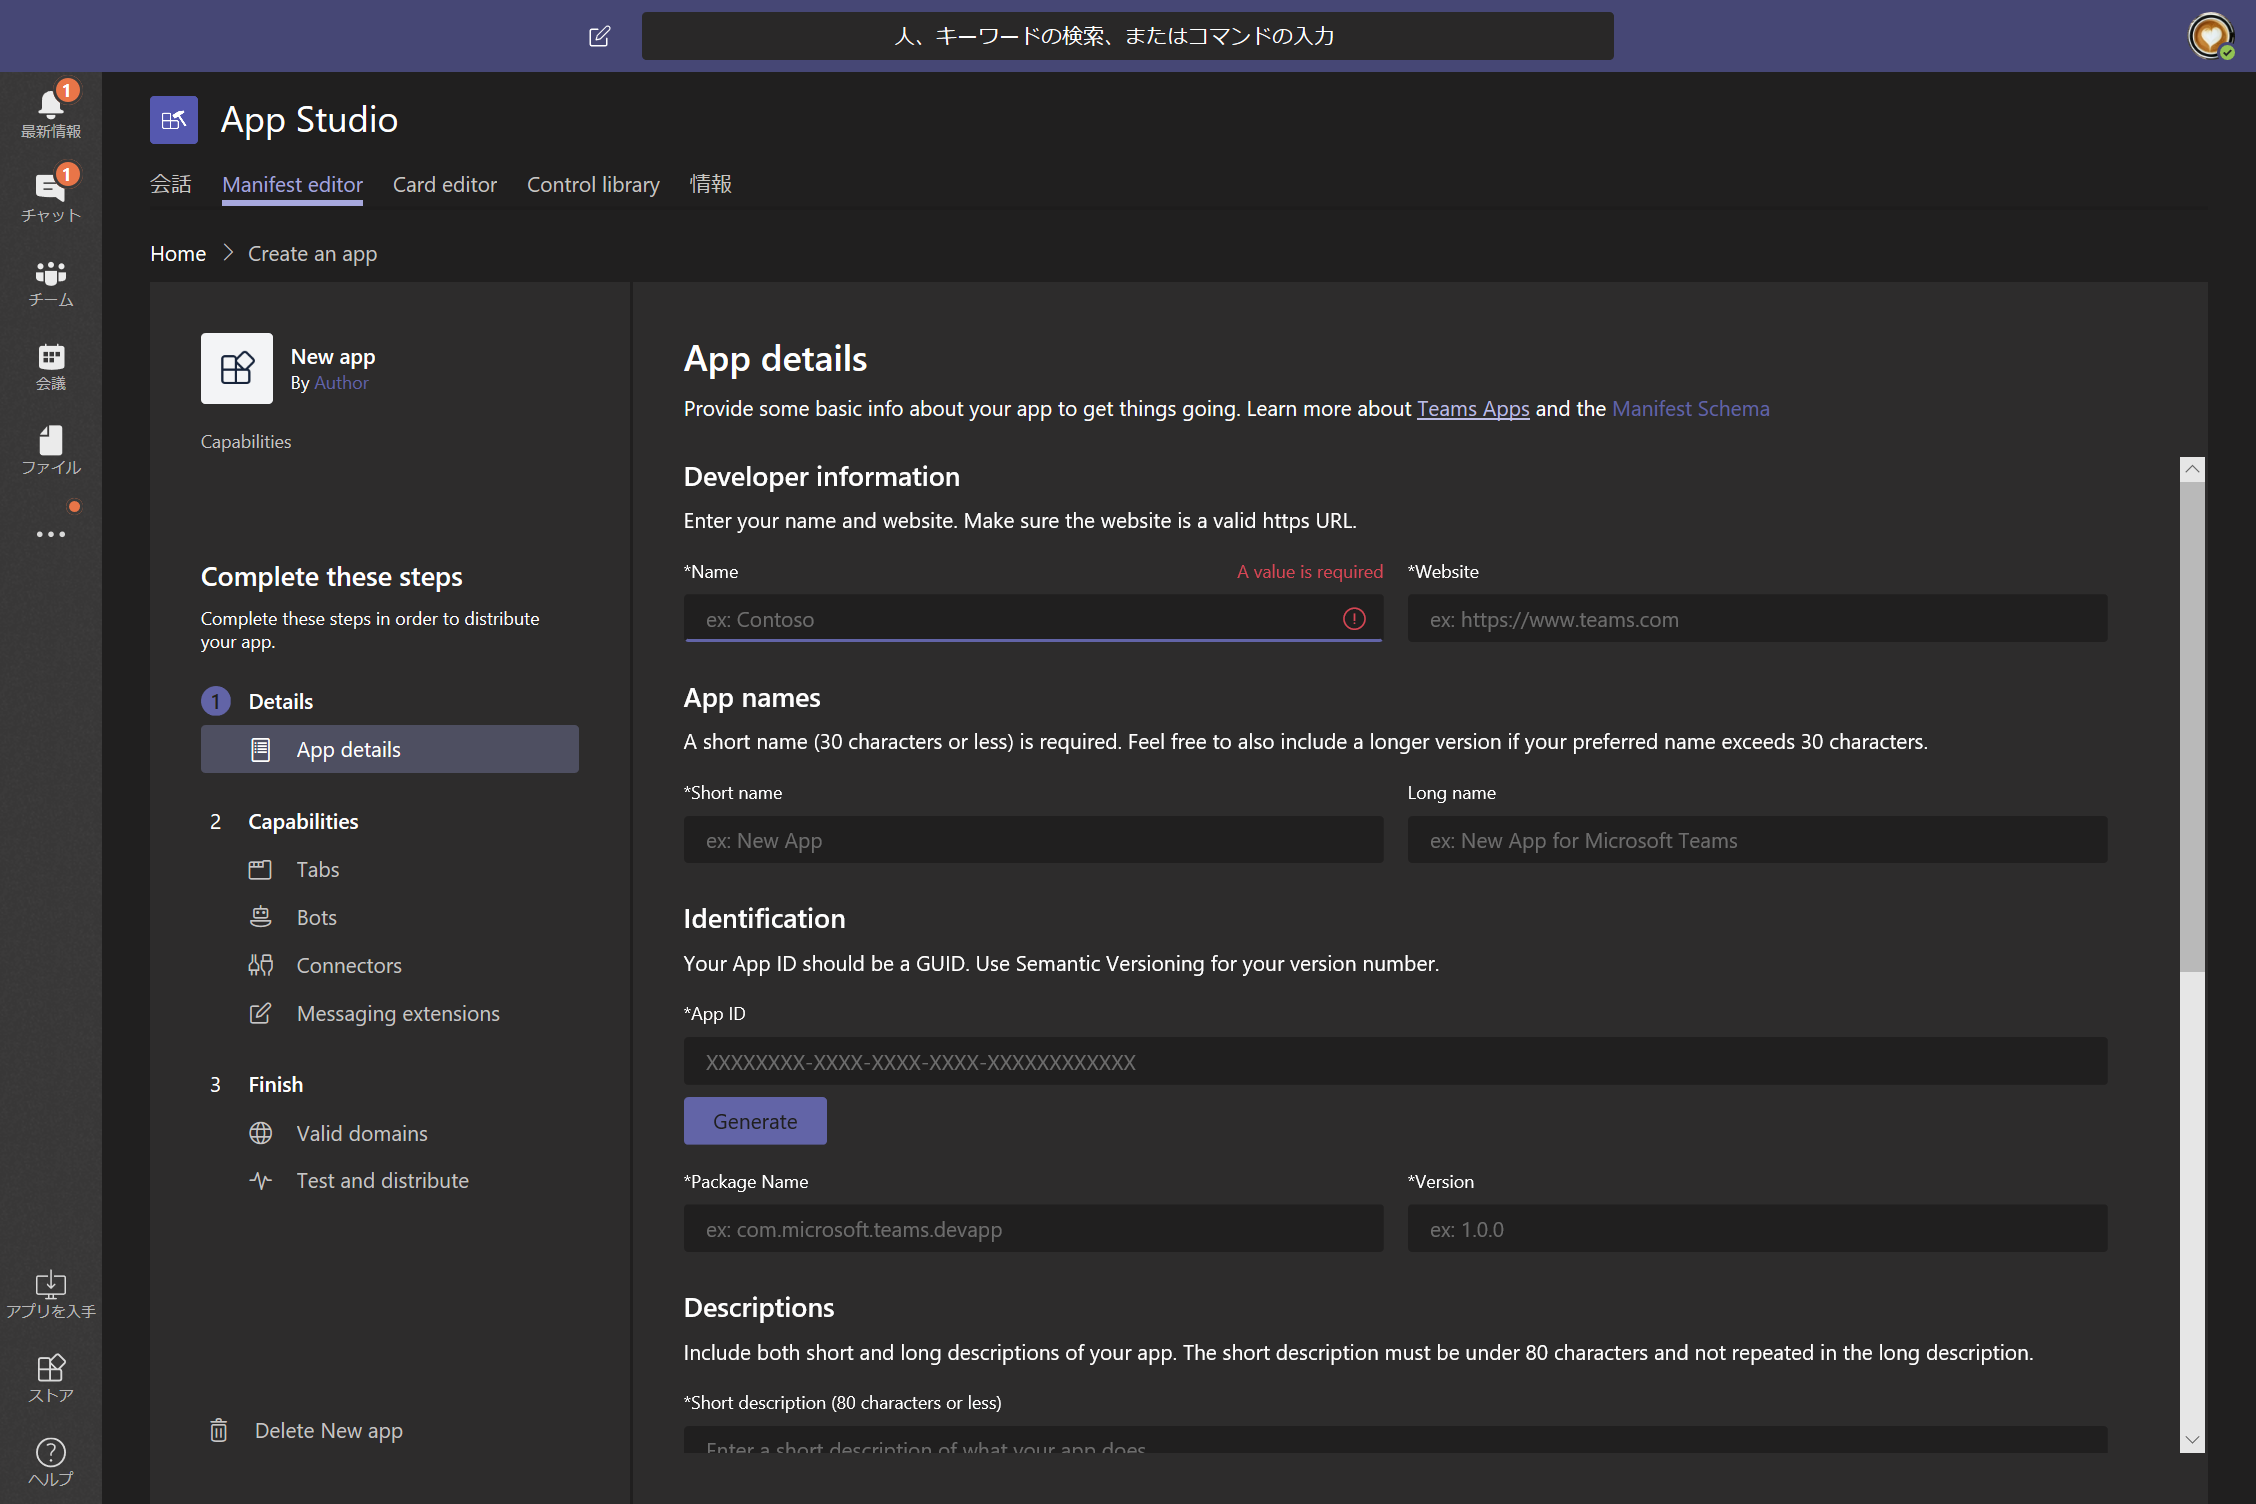 人、キーワードの検索、またはコマンドの入力
1
最新情報
1
チャット
チーム
会議
ファイル
アプリを入手
ストア
ヘルプ
App Studio
会話 Manifest editor Card editor Control library 情報
Home Create an app
New app
By Author
Capabilities
Complete these steps
Complete these steps in order to distribute
your app.
1 Details
App details
2 Capabilities
Tabs
Bots
Connectors
Messaging extensions
3 Finish
Valid domains
Test and distribute
Delete New app
App details
Provide some basic info about your app to get things going. Learn more about Teams Apps and the Manifest Schema
Developer information
Enter your name and website. Make sure the website is a valid https URL.
*Name A value is required *Website
ex: Contoso ex: https://www.teams.com
App names
A short name (30 characters or less) is required. Feel free to also include a longer version if your preferred name exceeds 30 characters.
*Short name Long name
ex: New App ex: New App for Microsoft Teams
Identification
Your App ID should be a GUID. Use Semantic Versioning for your version number.
*App ID
XXXXXXXX-XXXX-XXXX-XXXX-XXXXXXXXXXXX
Generate
*Package Name *Version
ex: com.microsoft.teams.devapp ex: 1.0.0
Descriptions
Include both short and long descriptions of your app. The short description must be under 80 characters and not repeated in the long description.
*Short description (80 characters or less)
Enter a short description of what your app does